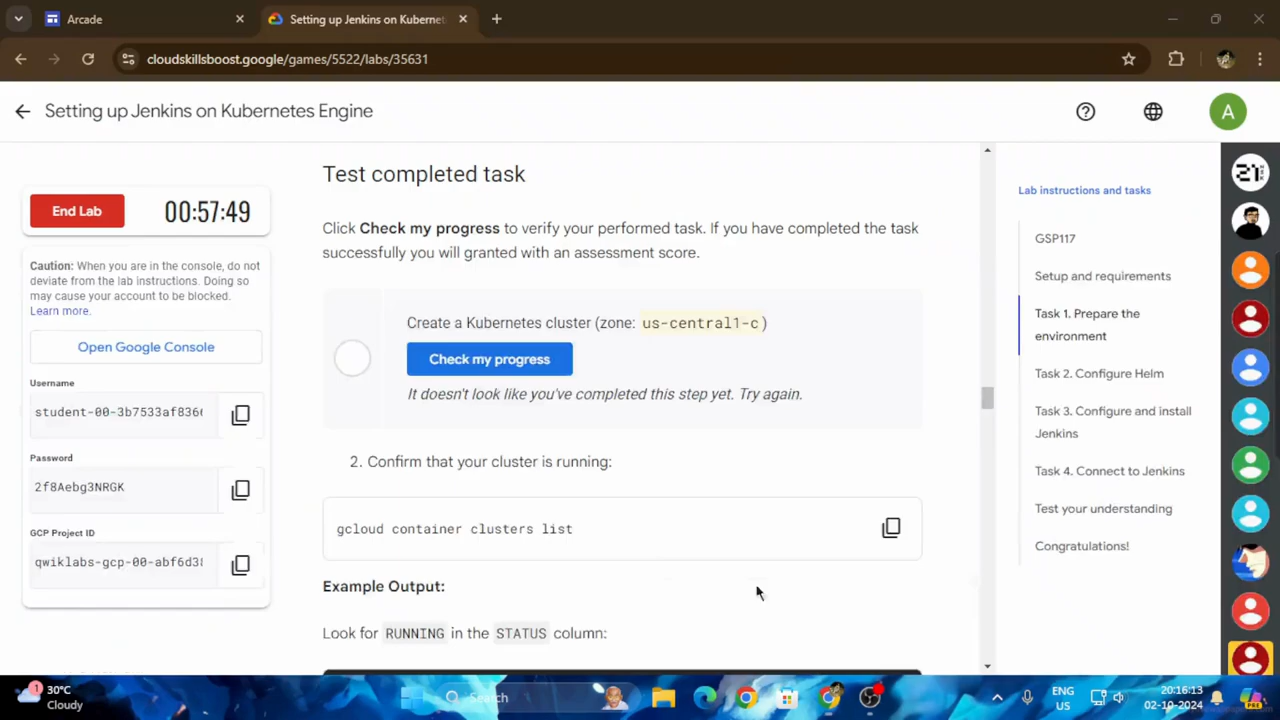 Arcade
Setting up Jenkins on Kubernet
cloudskillsboost.google/games/5522/labs/35631
Setting up Jenkins on Kubernetes Engine
A
End Lab
00:57:49
Caution: When you are in the console, do not
deviate from the lab instructions. Doing so
may cause your account to be blocked.
Learn more.
Open Google Console
Username
student-00-3b7533af836
Password
2f8Aebg3NRGK
GCP Project ID
qwiklabs-gcp-00-abf6d3
Test completed task
Click Check my progress to verify your performed task. If you have completed the task
successfully you will granted with an assessment score.
Create a Kubernetes cluster (zone: us-central1-c)
Check my progress
It doesn't look like you've completed this step yet. Try again.
2. Confirm that your cluster is running:
gcloud container clusters list
Example Output:
Look for RUNNING in the STATUS column:
Lab instructions and tasks
GSP117
Setup and requirements
Task 1. Prepare the
environment
Task 2. Configure Helm
Task 3. Configure and install
Jenkins
Task 4. Connect to Jenkins
Test your understanding
Congratulations!
1
30°C
Cloudy
Search
ENG
US
20:16:13
02-10-2024
PRE